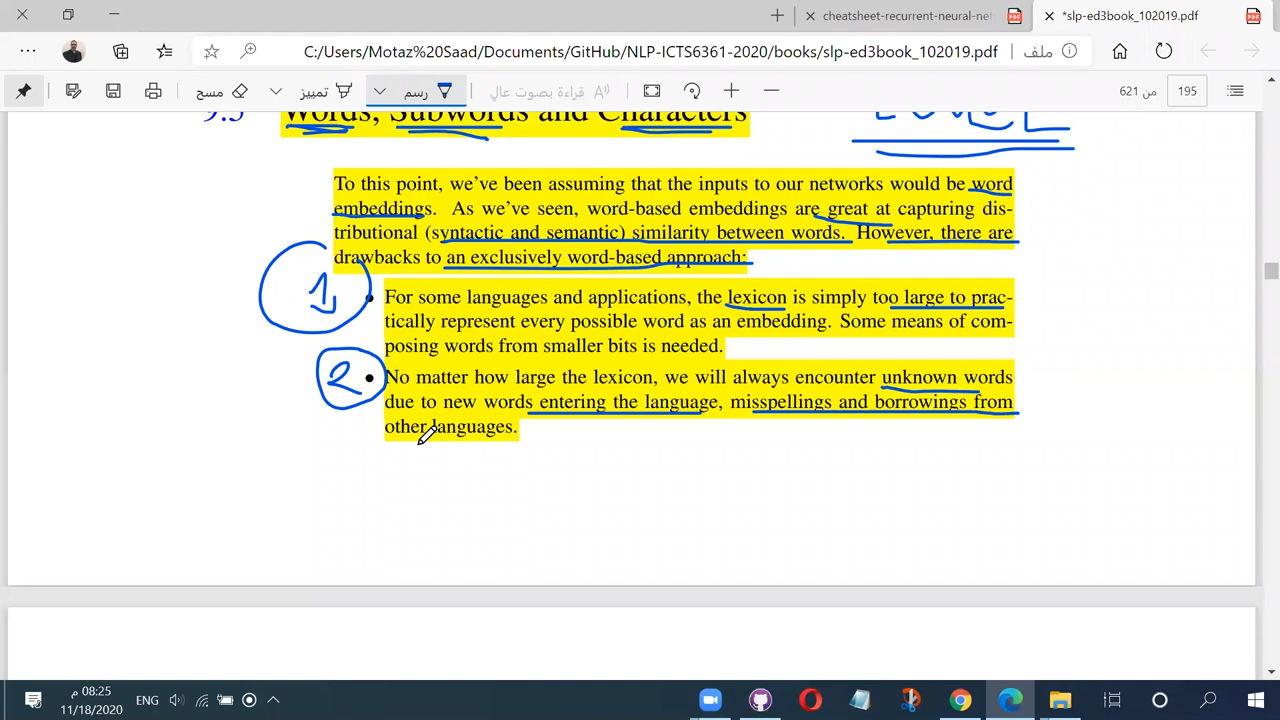 cheatsheet-recurrent-neural-net
*slp-ed3book_102019.pdf
C:/Users/Motaz%20Saad/Documents/GitHub/NLP-ICTS6361-2020/books/slp-ed3book_102019.pdf
ملف
مسح
رسم
تمييز
قراءة بصوت عالٍ
195
من 621
9.5 Words, Subwords and Characters
To this point, we've been assuming that the inputs to our networks would be word
embeddings. As we've seen, word-based embeddings are great at capturing dis-
tributional (syntactic and semantic) similarity between words. However, there are
drawbacks to an exclusively word-based approach:
1
• For some languages and applications, the lexicon is simply too large to prac-
tically represent every possible word as an embedding. Some means of com-
posing words from smaller bits is needed.
2
• No matter how large the lexicon, we will always encounter unknown words
due to new words entering the language, misspellings and borrowings from
other languages.
08:25 م
11/18/2020
ENG